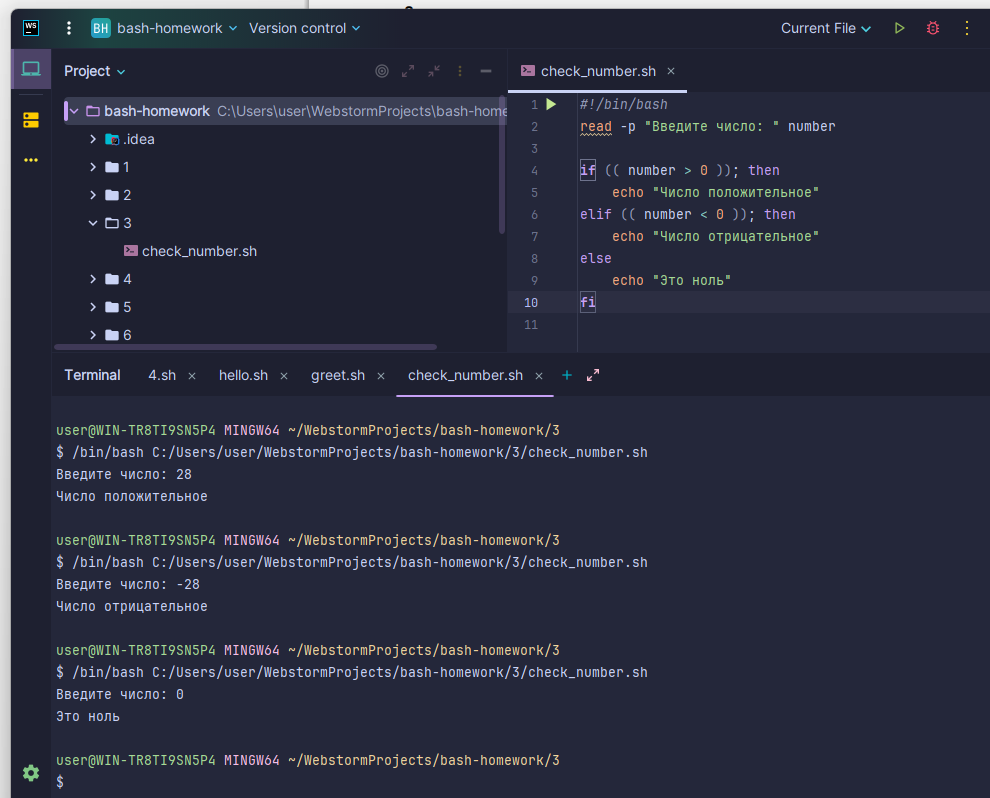 WS
BH bash-homework Version control Current File
Project
bash-homework C:\Users\user\WebstormProjects\bash-home
.idea
1
2
3
check_number.sh
4
5
6
check_number.sh ×
1 #!/bin/bash
2 read -p "Введите число: " number
3
4 if (( number > 0 )); then
5 echo "Число положительное"
6 elif (( number < 0 )); then
7 echo "Число отрицательное"
8 else
9 echo "Это ноль"
10 fi
11
Terminal 4.sh × hello.sh × greet.sh × check_number.sh × +
user@WIN-TR8TI9SN5P4 MINGW64 ~/WebstormProjects/bash-homework/3
$ /bin/bash C:/Users/user/WebstormProjects/bash-homework/3/check_number.sh
Введите число: 28
Число положительное
user@WIN-TR8TI9SN5P4 MINGW64 ~/WebstormProjects/bash-homework/3
$ /bin/bash C:/Users/user/WebstormProjects/bash-homework/3/check_number.sh
Введите число: -28
Число отрицательное
user@WIN-TR8TI9SN5P4 MINGW64 ~/WebstormProjects/bash-homework/3
$ /bin/bash C:/Users/user/WebstormProjects/bash-homework/3/check_number.sh
Введите число: 0
Это ноль
user@WIN-TR8TI9SN5P4 MINGW64 ~/WebstormProjects/bash-homework/3
$